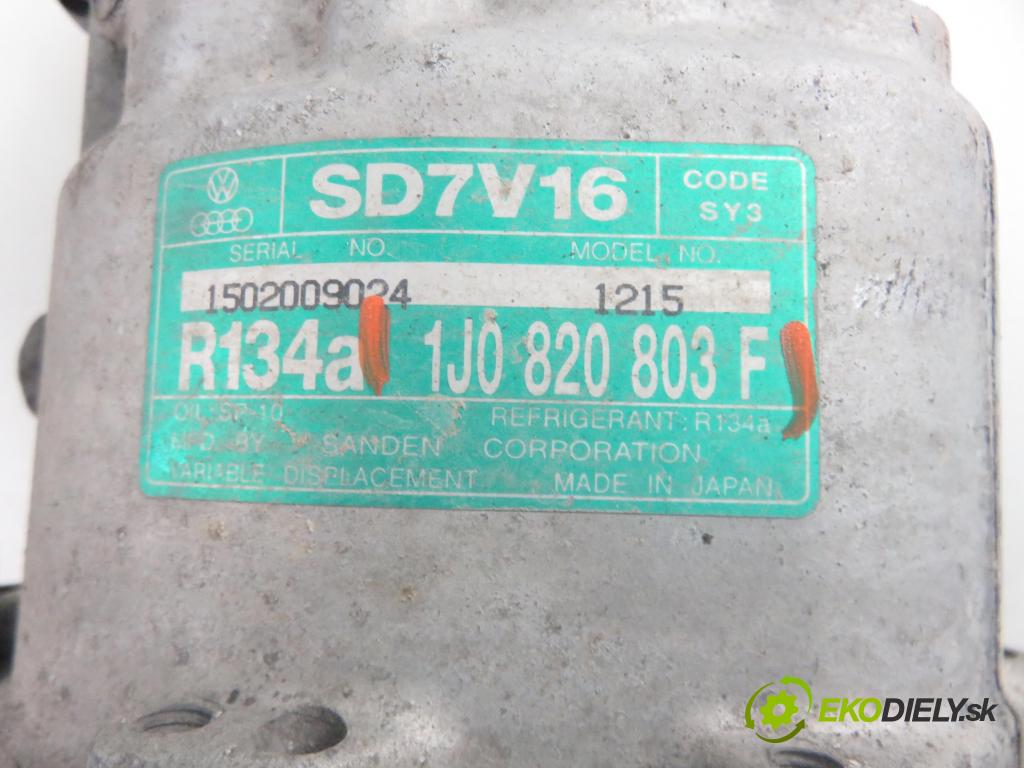 SD7V16
CODE
SY3
SERIAL NO.
MODEL NO.
1502009024
1215
R134a 1J0 820 803 F
OIL: SP-10
REFRIGERANT: R134a
MFD BY SANDEN CORPORATION
VARIABLE DISPLACEMENT
MADE IN JAPAN
EKODIELY.sk